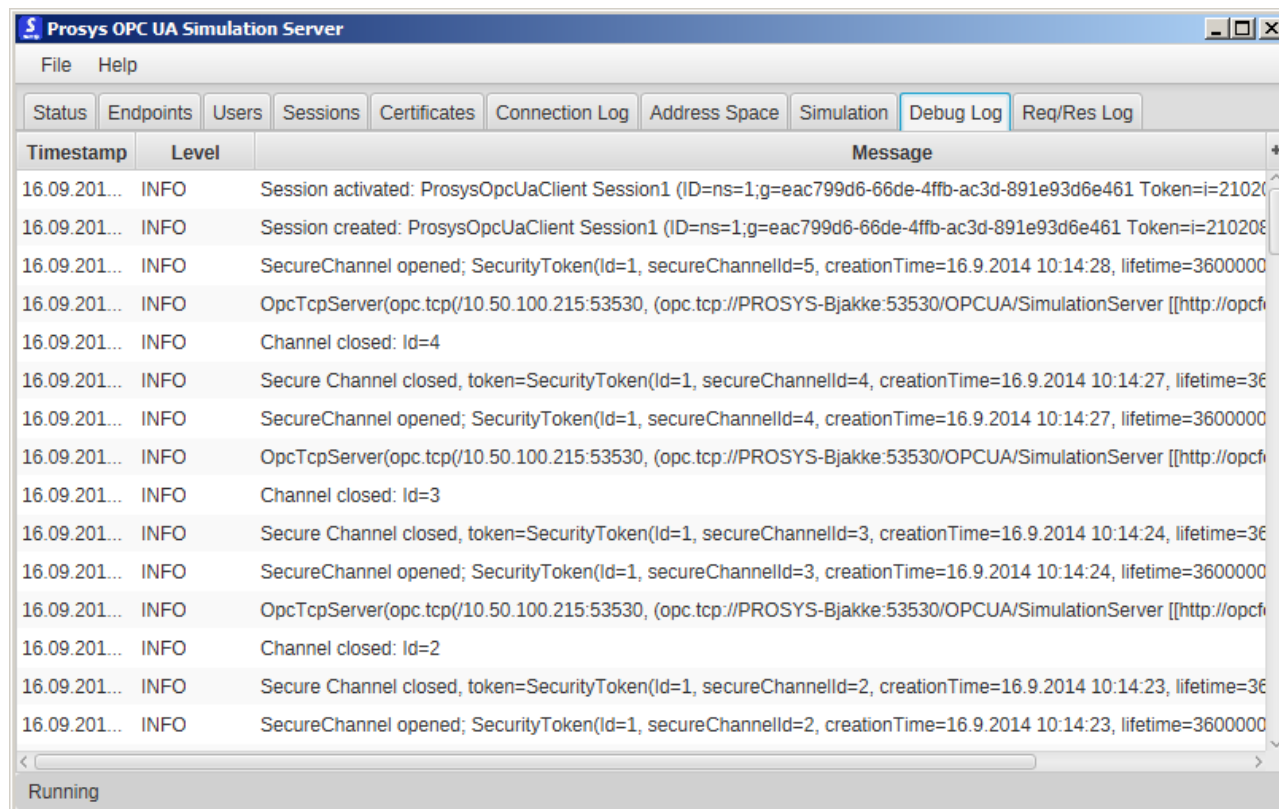 Prosys OPC UA Simulation Server
File Help
Status Endpoints Users Sessions Certificates Connection Log Address Space Simulation Debug Log Req/Res Log
Timestamp Level Message
16.09.201... INFO Session activated: ProsysOpcUaClient Session1 (ID=ns=1;g=eac799d6-66de-4ffb-ac3d-891e93d6e461 Token=i=21020
16.09.201... INFO Session created: ProsysOpcUaClient Session1 (ID=ns=1;g=eac799d6-66de-4ffb-ac3d-891e93d6e461 Token=i=210208
16.09.201... INFO SecureChannel opened; SecurityToken(Id=1, secureChannelId=5, creationTime=16.9.2014 10:14:28, lifetime=3600000
16.09.201... INFO OpcTcpServer(opc.tcp(/10.50.100.215:53530, (opc.tcp://PROSYS-Bjakke:53530/OPCUA/SimulationServer [[http://opcf
16.09.201... INFO Channel closed: Id=4
16.09.201... INFO Secure Channel closed, token=SecurityToken(Id=1, secureChannelId=4, creationTime=16.9.2014 10:14:27, lifetime=36
16.09.201... INFO SecureChannel opened; SecurityToken(Id=1, secureChannelId=4, creationTime=16.9.2014 10:14:27, lifetime=3600000
16.09.201... INFO OpcTcpServer(opc.tcp(/10.50.100.215:53530, (opc.tcp://PROSYS-Bjakke:53530/OPCUA/SimulationServer [[http://opcf
16.09.201... INFO Channel closed: Id=3
16.09.201... INFO Secure Channel closed, token=SecurityToken(Id=1, secureChannelId=3, creationTime=16.9.2014 10:14:24, lifetime=36
16.09.201... INFO SecureChannel opened; SecurityToken(Id=1, secureChannelId=3, creationTime=16.9.2014 10:14:24, lifetime=3600000
16.09.201... INFO OpcTcpServer(opc.tcp(/10.50.100.215:53530, (opc.tcp://PROSYS-Bjakke:53530/OPCUA/SimulationServer [[http://opcf
16.09.201... INFO Channel closed: Id=2
16.09.201... INFO Secure Channel closed, token=SecurityToken(Id=1, secureChannelId=2, creationTime=16.9.2014 10:14:23, lifetime=36
16.09.201... INFO SecureChannel opened; SecurityToken(Id=1, secureChannelId=2, creationTime=16.9.2014 10:14:23, lifetime=3600000
Running